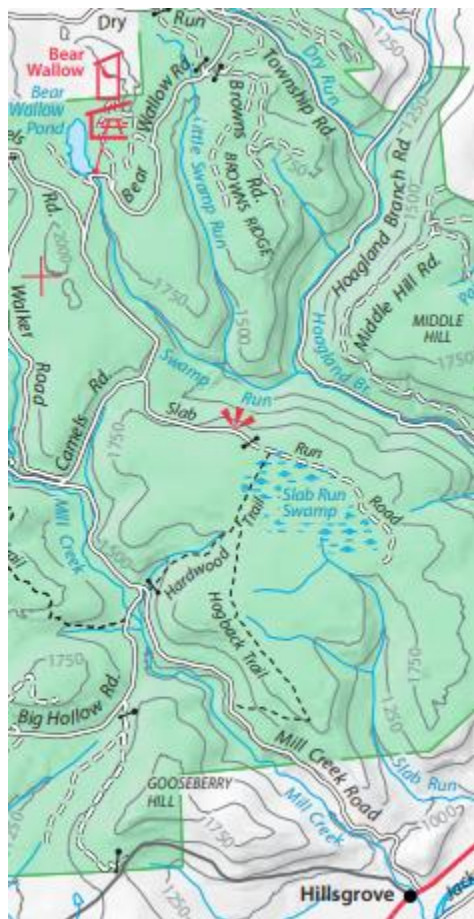 Dry Run
Bear
Wallow
Bear
Wallow
Pond
Bear Wallow Rd.
Township Rd.
Dry Run
1250
1250
1500
Browns Rd.
BROWNS RIDGE
1750
Little Swamp Run
Hoagland Branch Rd
Middle Hill Rd.
MIDDLE
HILL
1750
2000
Rd.
1750
1500
Walker Road
Swamp Run
Hoagland Br.
Camels Rd
1750
Slab Run Road
Slab Run
Swamp
Mill Creek
1500
Hardwood Trail
Trail
Hogback Trail
1750
1750
1250
Big Hollow Rd.
Mill Creek Road
Slab Run
GOOSEBERRY
HILL
Mill Creek
1000
1750
1250
1250
Hillsgrove